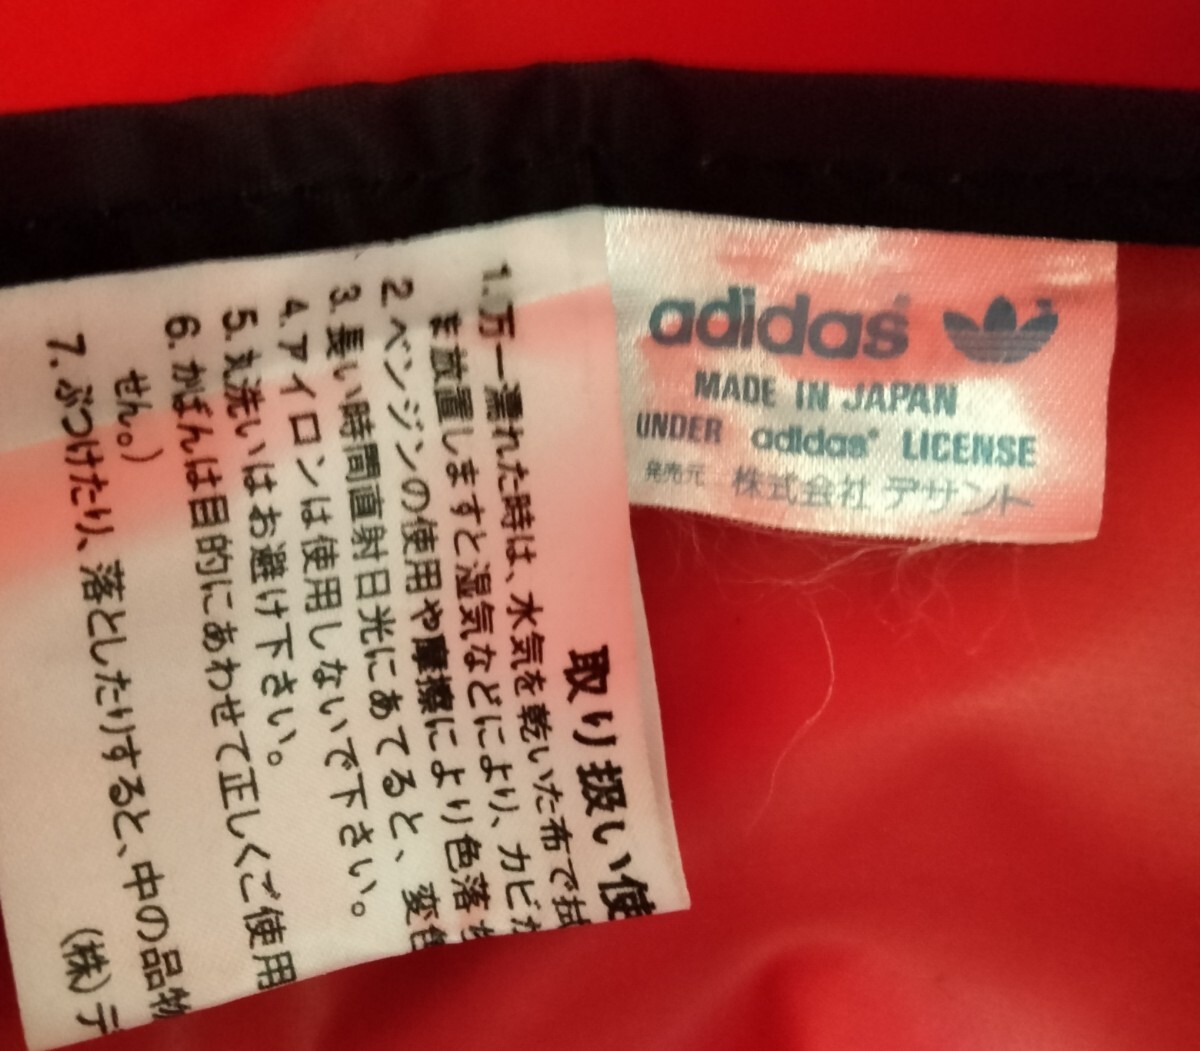 adidas
MADE IN JAPAN
UNDER adidas LICENSE
発売元 株式会社 デサント
取り扱い使
1.万一濡れた時は、水気を乾いた布で拭
ま放置しますと湿気などにより、カビが
2 ベンジンの使用や摩擦により色落ち
3.長い時間直射日光にあてると、変色
4.アイロンは使用しないで下さい。
5.丸洗いはお避け下さい。
6.かばんは目的にあわせて正しくご使用
せん。)
7.ぶつけたり、落としたりすると、中の品物
(株)デ